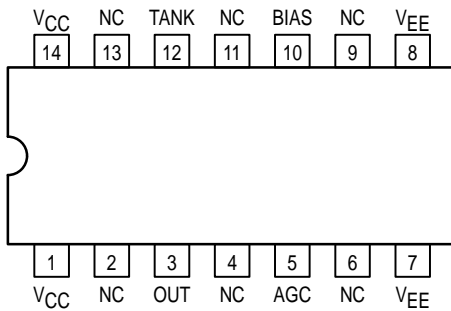 VCC NC TANK NC BIAS NC VEE
14 13 12 11 10 9 8
1 2 3 4 5 6 7
VCC NC OUT NC AGC NC VEE